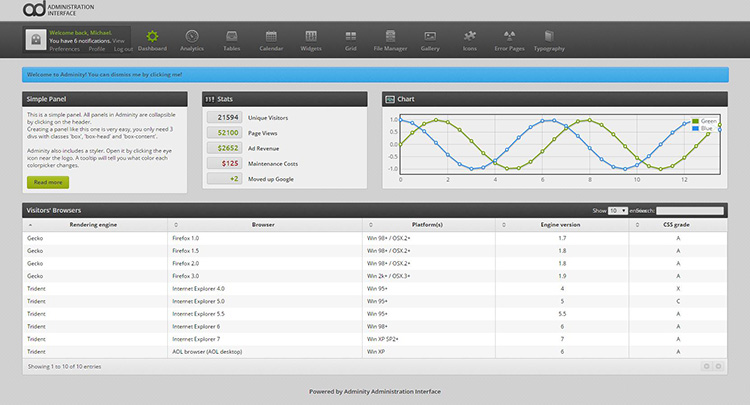 ad ADMINISTRATION
INTERFACE
Welcome back, Michael.
You have 6 notifications. View
Preferences Profile Log out
Dashboard Analytics Tables Calendar Widgets Grid File Manager Gallery Icons Error Pages Typography
Welcome to Adminity! You can dismiss me by clicking me!
Simple Panel
This is a simple panel. All panels in Adminity are collapsible
by clicking on the header.
Creating a panel like this one is very easy, you only need 3
divs with classes 'box', 'box-head' and 'box-content'.
Adminity also includes a styler. Open it by clicking the eye
icon near the logo. A tooltip will tell you what color each
colorpicker changes.
Read more
Stats
21594 Unique Visitors
52100 Page Views
$2652 Ad Revenue
$125 Maintenance Costs
+2 Moved up Google
Chart
1.0
0.5
0.0
-0.5
-1.0
0 2 4 6 8 10 12
Green
Blue
Visitors' Browsers
Show 10 entries Search:
Rendering engine Browser Platform(s) Engine version CSS grade
Gecko Firefox 1.0 Win 98+ / OSX.2+ 1.7 A
Gecko Firefox 1.5 Win 98+ / OSX.2+ 1.8 A
Gecko Firefox 2.0 Win 98+ / OSX.2+ 1.8 A
Gecko Firefox 3.0 Win 2k+ / OSX.3+ 1.9 A
Trident Internet Explorer 4.0 Win 95+ 4 X
Trident Internet Explorer 5.0 Win 95+ 5 C
Trident Internet Explorer 5.5 Win 95+ 5.5 A
Trident Internet Explorer 6 Win 98+ 6 A
Trident Internet Explorer 7 Win XP SP2+ 7 A
Trident AOL browser (AOL desktop) Win XP 6 A
Showing 1 to 10 of 10 entries
Powered by Adminity Administration Interface